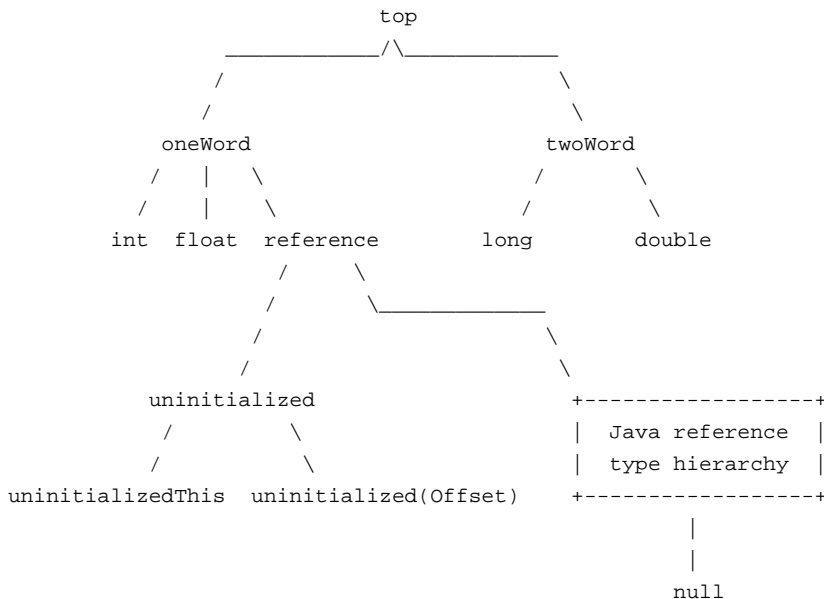 top
oneWord twoWord
int float reference long double
uninitialized
Java reference
type hierarchy
uninitializedThis uninitialized(Offset)
null